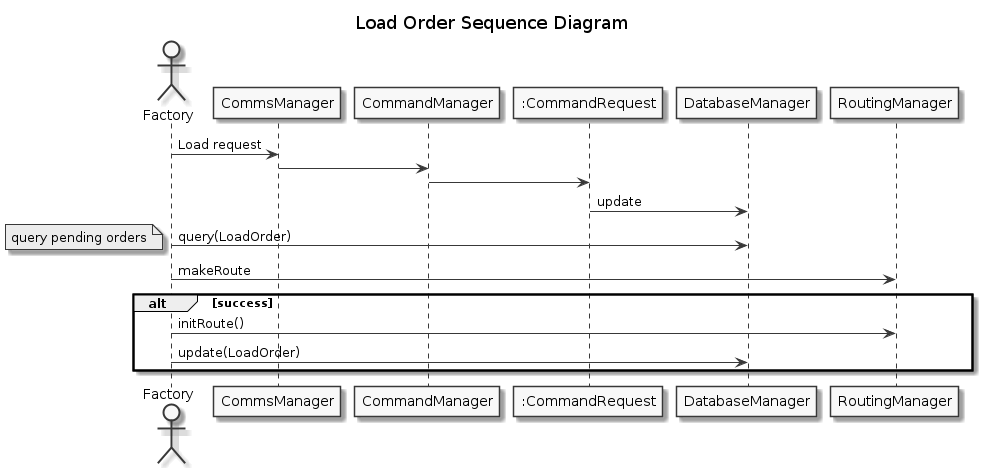 Load Order Sequence Diagram
Factory
CommsManager
CommandManager
:CommandRequest
DatabaseManager
RoutingManager
Load request
update
query pending orders
query(LoadOrder)
makeRoute
alt
[success]
initRoute()
update(LoadOrder)
Factory
CommsManager
CommandManager
:CommandRequest
DatabaseManager
RoutingManager